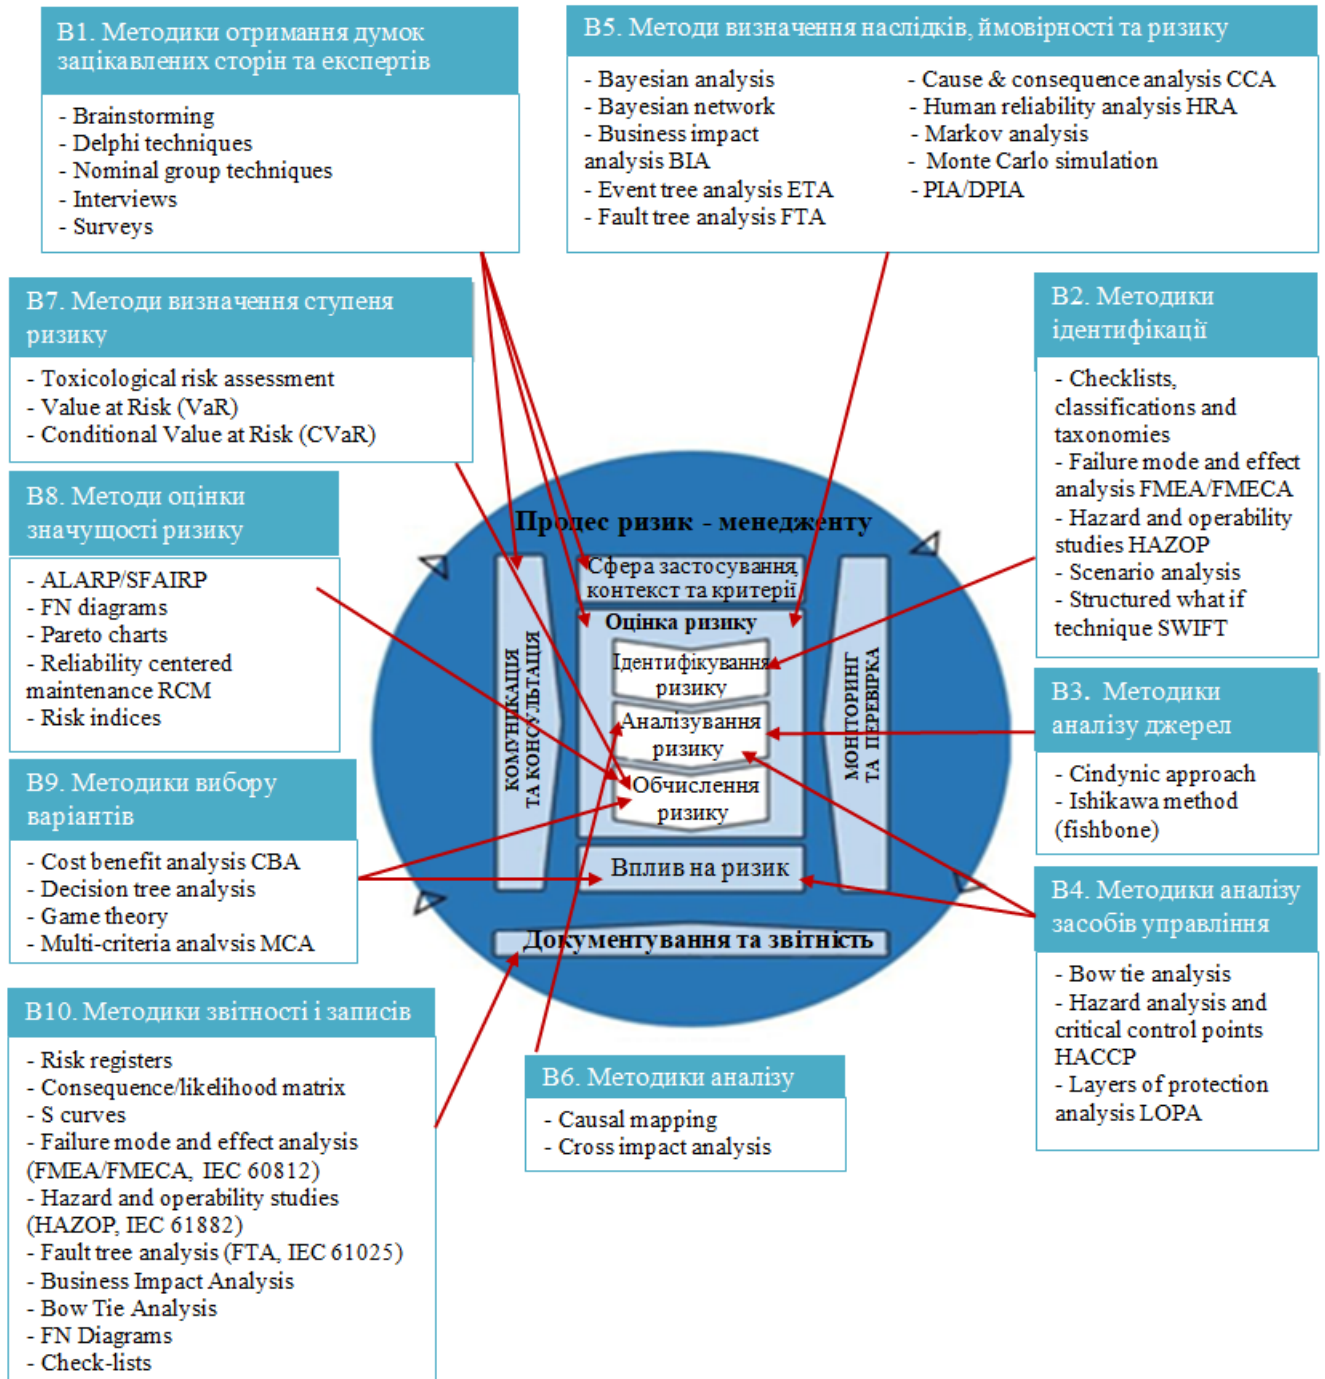 В1. Методики отримання думок
зацікавлених сторін та експертів
- Brainstorming
- Delphi techniques
- Nominal group techniques
- Interviews
- Surveys
В5. Методи визначення наслідків, ймовірності та ризику
- Bayesian analysis
- Bayesian network
- Business impact
analysis BIA
- Event tree analysis ETA
- Fault tree analysis FTA
- Cause & consequence analysis CCA
- Human reliability analysis HRA
- Markov analysis
- Monte Carlo simulation
- PIA/DPIA
В7. Методи визначення ступеня
ризику
- Toxicological risk assessment
- Value at Risk (VaR)
- Conditional Value at Risk (CVaR)
В2. Методики
ідентифікації
- Checklists,
classifications and
taxonomies
- Failure mode and effect
analysis FMEA/FMECA
- Hazard and operability
studies HAZOP
- Scenario analysis
- Structured what if
technique SWIFT
В8. Методи оцінки
значущості ризику
- ALARP/SFAIRP
- FN diagrams
- Pareto charts
- Reliability centered
maintenance RCM
- Risk indices
Процес ризик - менеджменту
КОМУНІКАЦІЯ
ТА КОНСУЛЬТАЦІЯ
Сфера застосування,
контекст та критерії
Оцінка ризику
Ідентифікування
ризику
Аналізування
ризику
Обчислення
ризику
Вплив на ризик
МОНІТОРИНГ
ТА ПЕРЕВІРКА
Документування та звітність
В3. Методики
аналізу джерел
- Cindynic approach
- Ishikawa method
(fishbone)
В9. Методики вибору
варіантів
- Cost benefit analysis CBA
- Decision tree analysis
- Game theory
- Multi-criteria analysis MCA
В4. Методики аналізу
засобів управління
- Bow tie analysis
- Hazard analysis and
critical control points
HACCP
- Layers of protection
analysis LOPA
В10. Методики звітності і записів
- Risk registers
- Consequence/likelihood matrix
- S curves
- Failure mode and effect analysis
(FMEA/FMECA, IEC 60812)
- Hazard and operability studies
(HAZOP, IEC 61882)
- Fault tree analysis (FTA, IEC 61025)
- Business Impact Analysis
- Bow Tie Analysis
- FN Diagrams
- Check-lists
В6. Методики аналізу
- Causal mapping
- Cross impact analysis